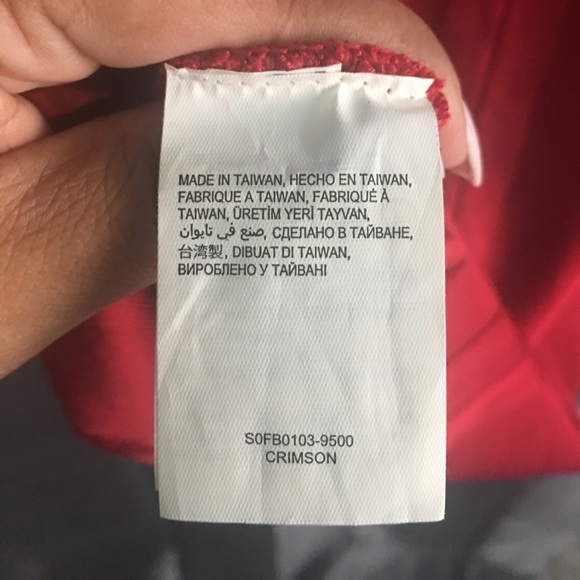 MADE IN TAIWAN, HECHO EN TAIWAN,
FABRIQUE A TAIWAN, FABRIQUÉ À
TAIWAN, ÜRETİM YERİ TAYVAN,
صنع في تايوان, СДЕЛАНО В ТАЙВАНЕ,
台湾製, DIBUAT DI TAIWAN,
ВИРОБЛЕНО У ТАЙВАНІ
S0FB0103-9500
CRIMSON